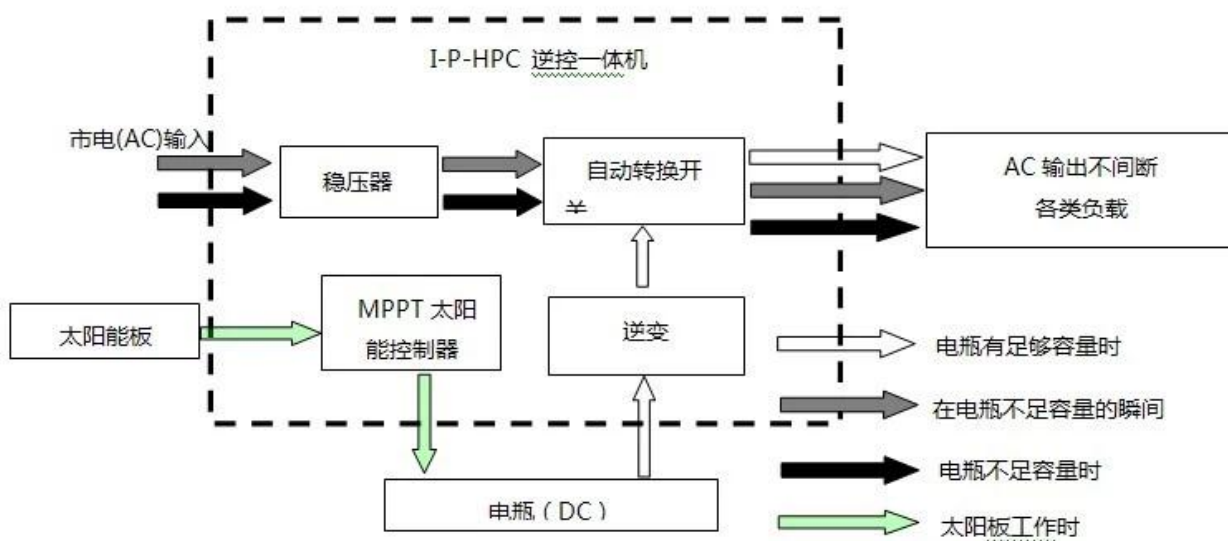 I-P-HPC 逆控一体机
市电(AC)输入
稳压器
自动转换开
AC 输出不间断
各类负载
太阳能板
MPPT 太阳
能控制器
逆变
电瓶有足够容量时
在电瓶不足容量的瞬间
电瓶（DC）
电瓶不足容量时
太阳板工作时